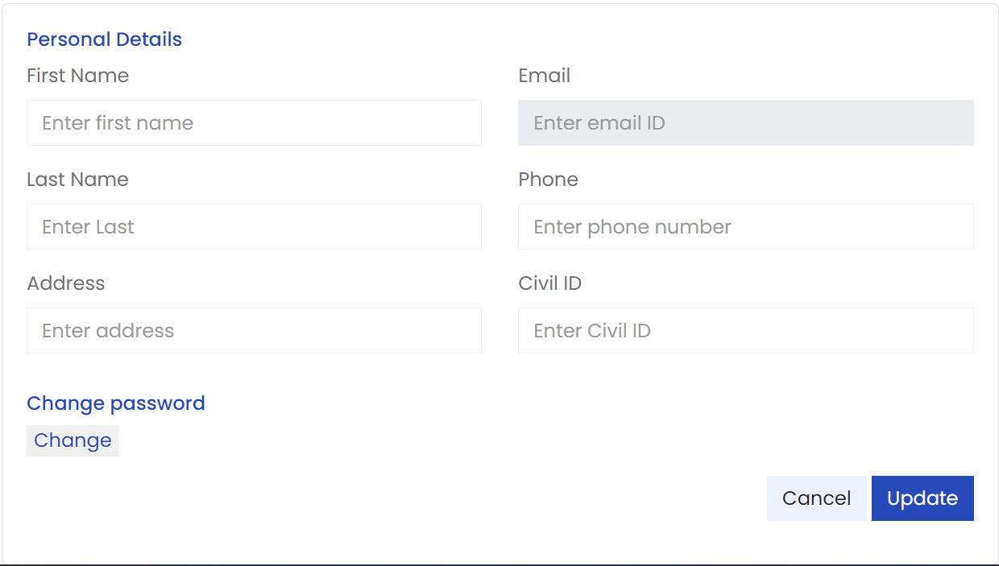 Personal Details
First Name
Email
Enter first name
Enter email ID
Last Name
Phone
Enter Last
Enter phone number
Address
Civil ID
Enter address
Enter Civil ID
Change password
Change
Cancel
Update